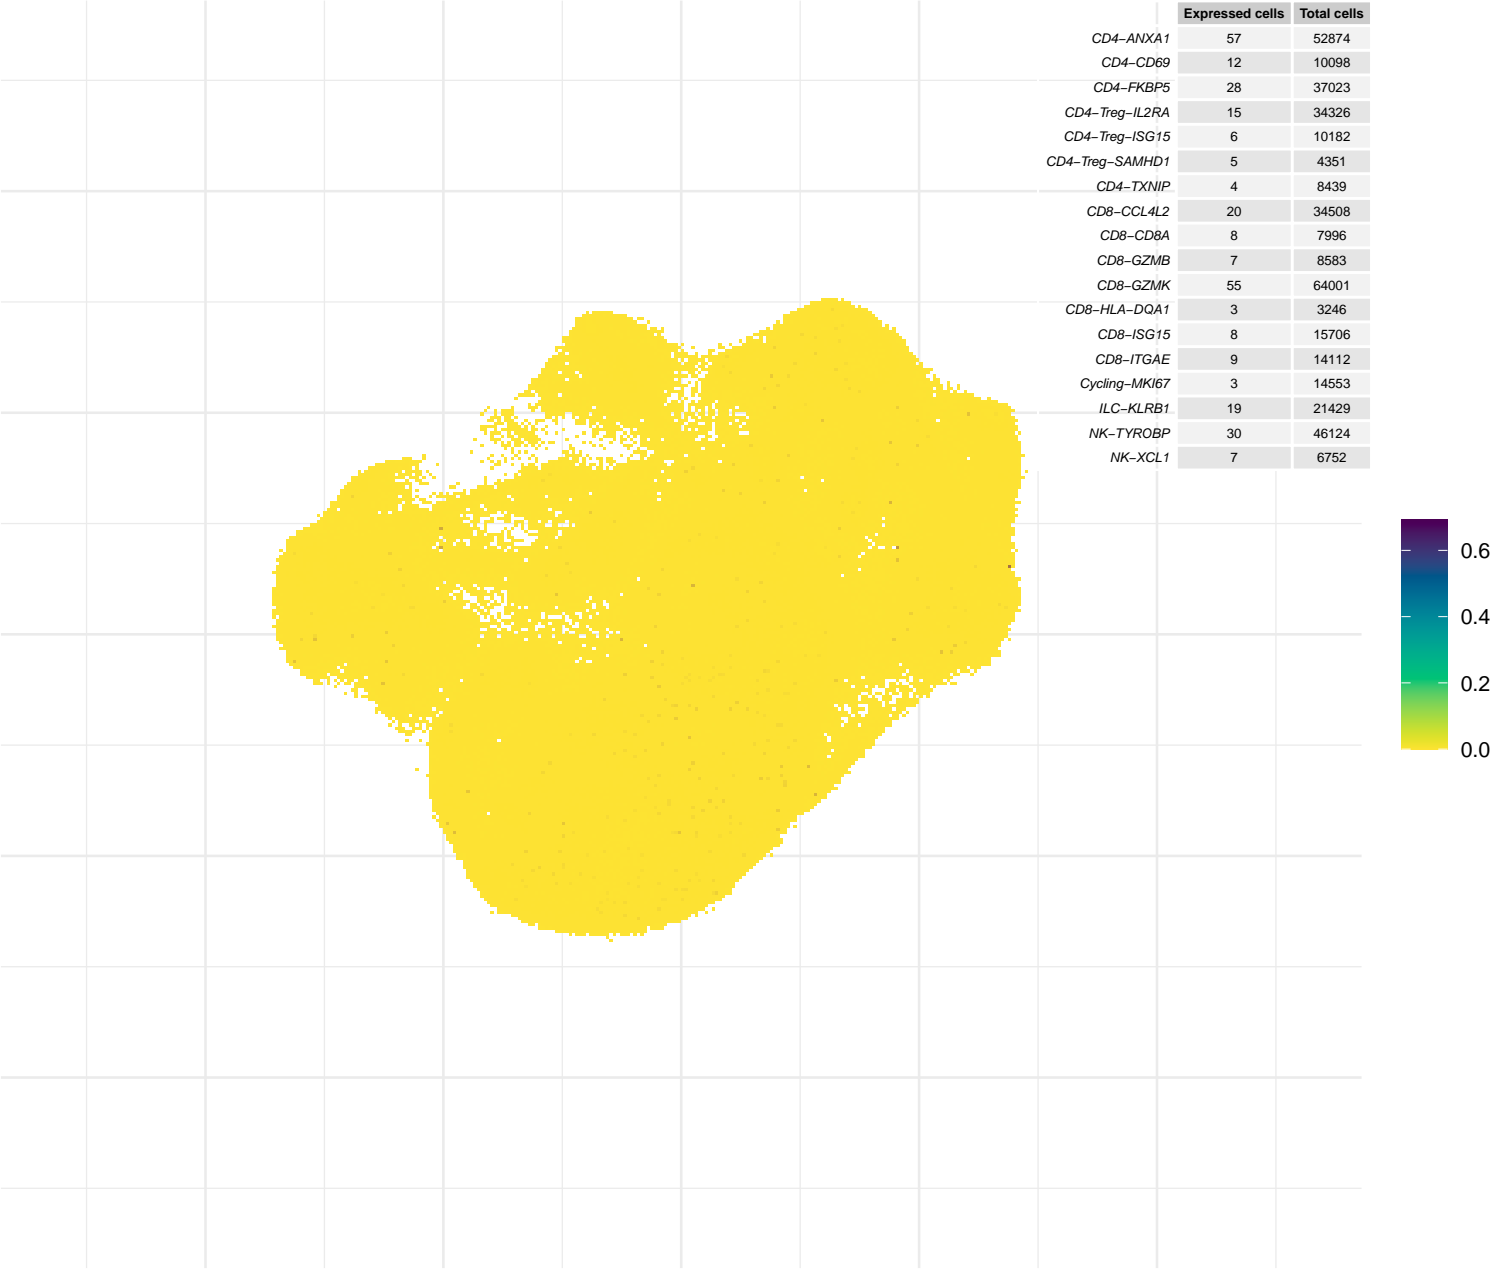 Expressed cells Total cells
CD4−ANXA1 57 52874
CD4−CD69 12 10098
CD4−FKBP5 28 37023
CD4−Treg−IL2RA 15 34326
CD4−Treg−ISG15 6 10182
CD4−Treg−SAMHD1 5 4351
CD4−TXNIP 4 8439
CD8−CCL4L2 20 34508
CD8−CD8A 8 7996
CD8−GZMB 7 8583
CD8−GZMK 55 64001
CD8−HLA−DQA1 3 3246
CD8−ISG15 8 15706
CD8−ITGAE 9 14112
Cycling−MKI67 3 14553
ILC−KLRB1 19 21429
NK−TYROBP 30 46124
NK−XCL1 7 6752
0.6
0.4
0.2
0.0